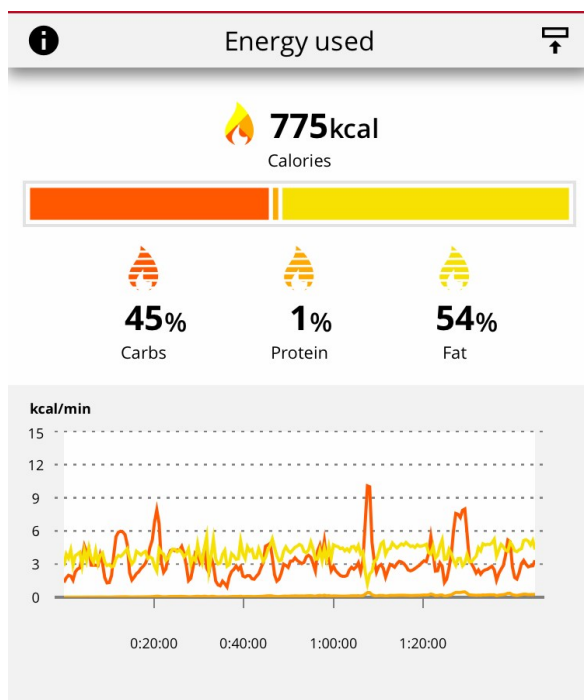 Energy used
775kcal
Calories
45% 1% 54%
Carbs Protein Fat
kcal/min
15
12
9
6
3
0
0:20:00 0:40:00 1:00:00 1:20:00